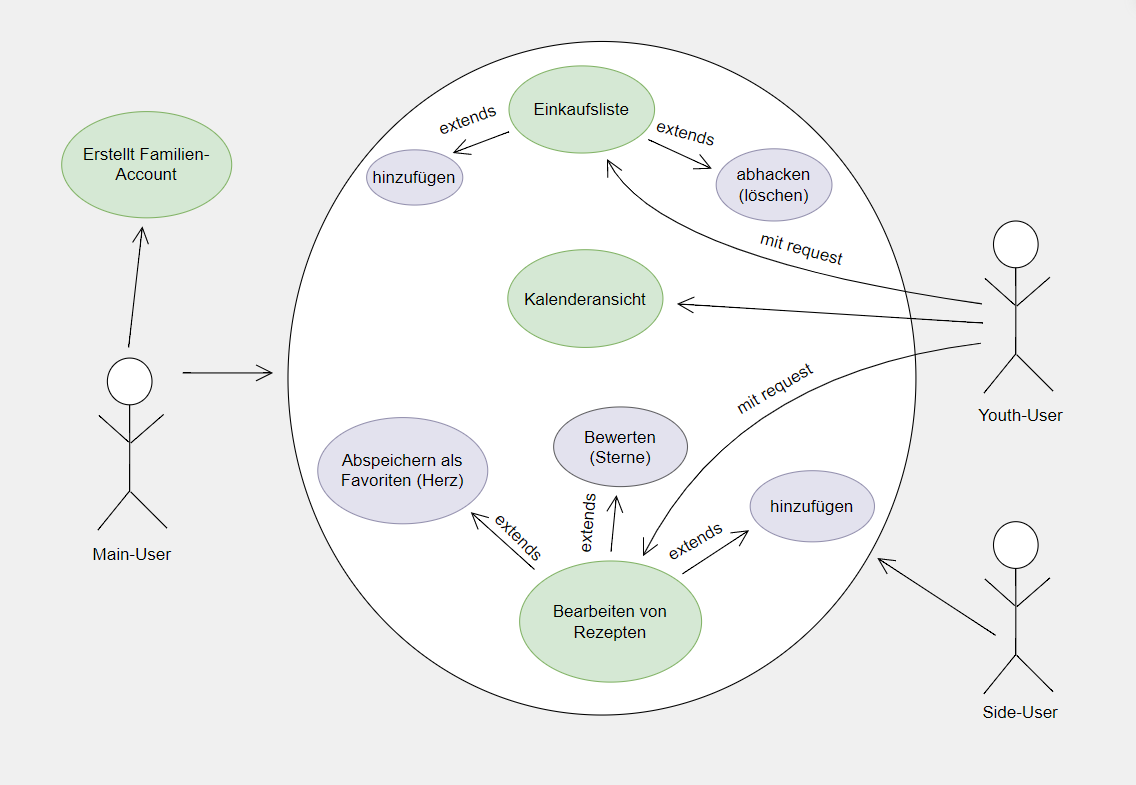 Einkaufsliste
extends
extends
hinzufügen
abhacken
(löschen)
Erstellt Familien-
Account
mit request
Kalenderansicht
mit request
Youth-User
Bewerten
(Sterne)
Abspeichern als
Favoriten (Herz)
hinzufügen
extends
extends
extends
Main-User
Bearbeiten von
Rezepten
Side-User